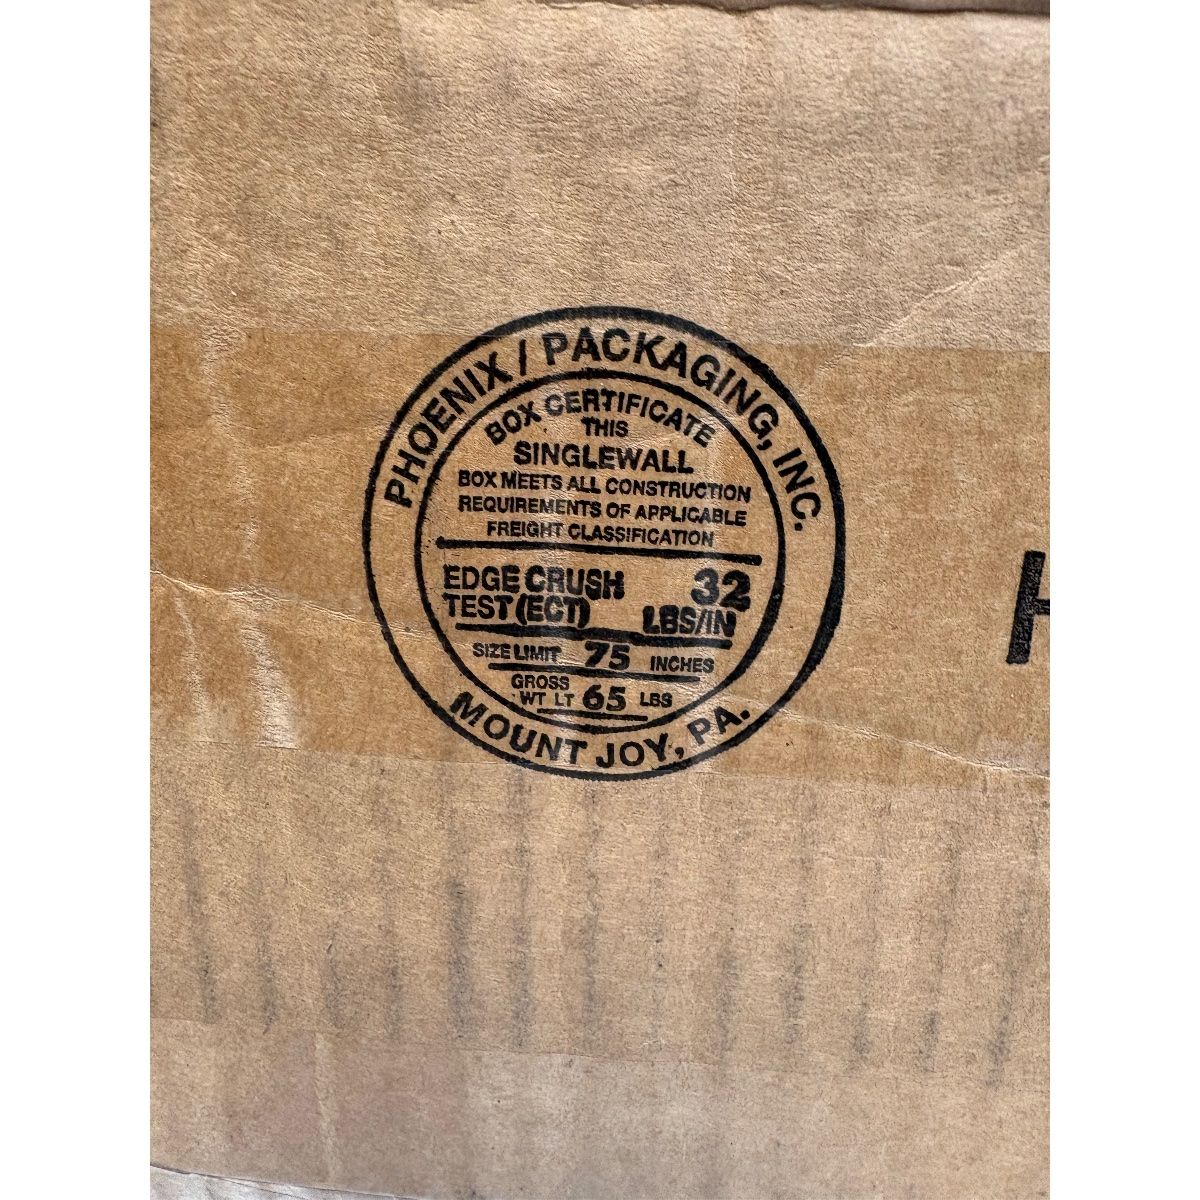 PHOENIX / PACKAGING, INC.
BOX CERTIFICATE
THIS
SINGLEWALL
BOX MEETS ALL CONSTRUCTION
REQUIREMENTS OF APPLICABLE
FREIGHT CLASSIFICATION
EDGE CRUSH 32
TEST (ECT) LBS/IN
SIZE LIMIT 75 INCHES
GROSS
WT LT 65 LBS
MOUNT JOY, PA.